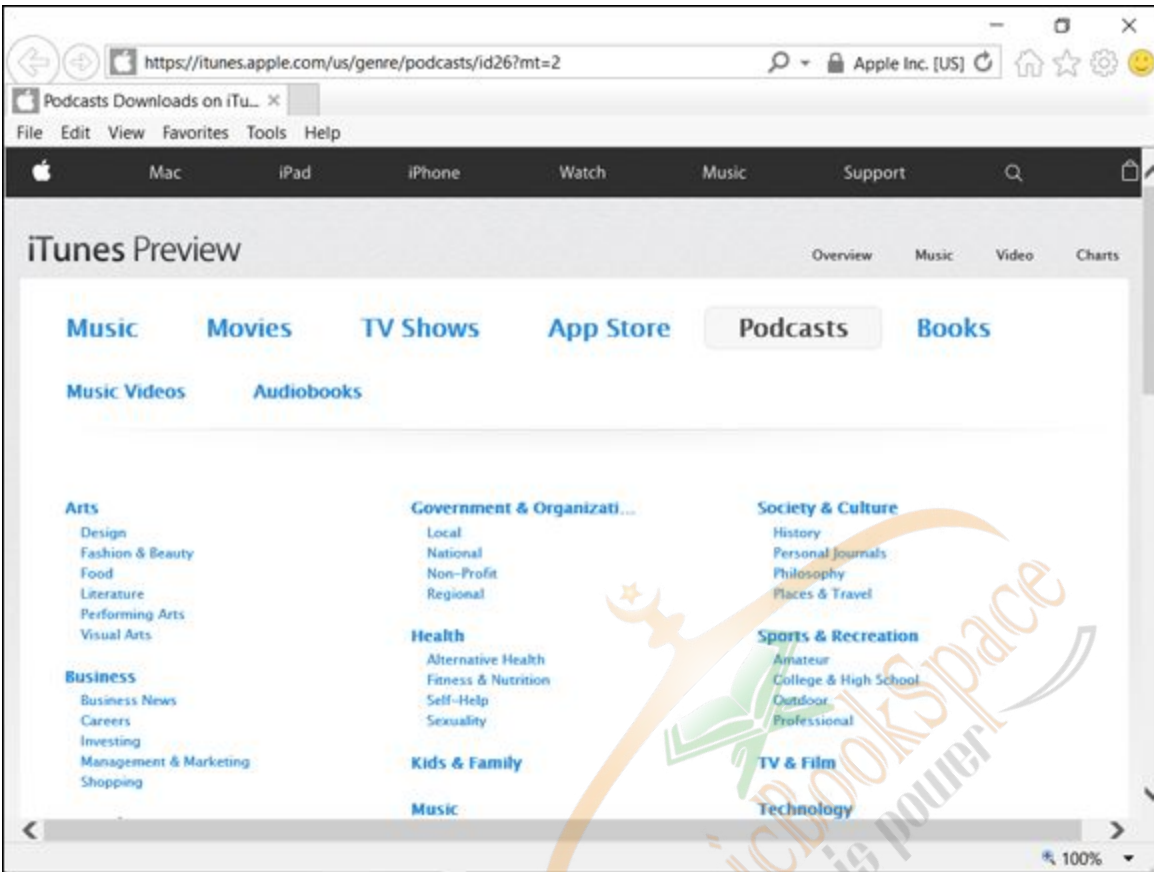 https://itunes.apple.com/us/genre/podcasts/id26?mt=2
Apple Inc. [US]
Podcasts Downloads on iTu...
File Edit View Favorites Tools Help
Mac iPad iPhone Watch Music Support
iTunes Preview
Overview Music Video Charts
Music Movies TV Shows App Store Podcasts Books
Music Videos Audiobooks
Arts
Design
Fashion & Beauty
Food
Literature
Performing Arts
Visual Arts
Business
Business News
Careers
Investing
Management & Marketing
Shopping
Government & Organizati...
Local
National
Non-Profit
Regional
Health
Alternative Health
Fitness & Nutrition
Self-Help
Sexuality
Kids & Family
Music
Society & Culture
History
Personal Journals
Philosophy
Places & Travel
Sports & Recreation
Amateur
College & High School
Outdoor
Professional
TV & Film
Technology
is power
100%